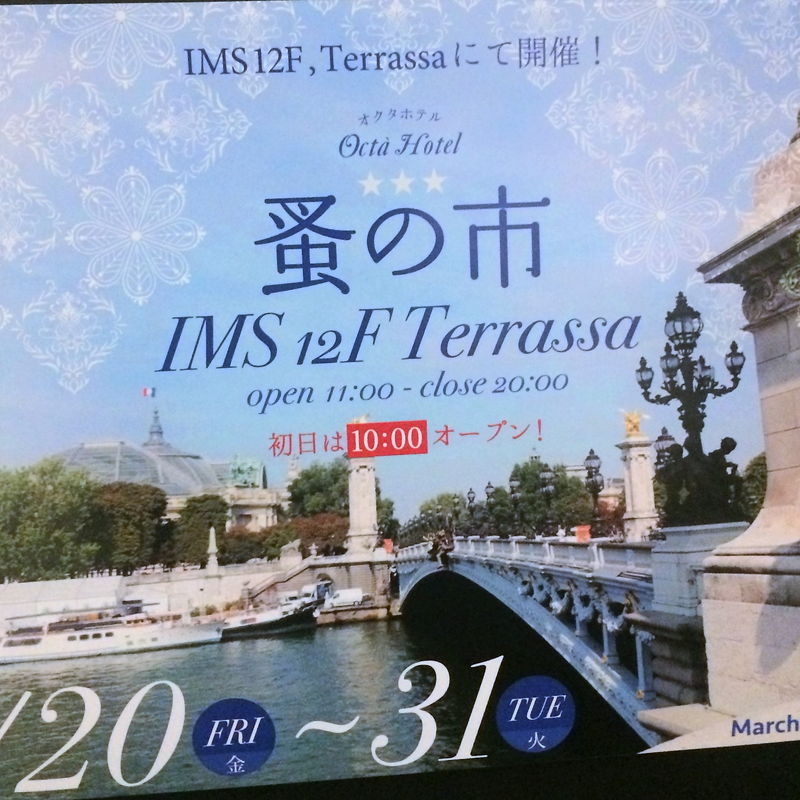 IMS 12F, Terrassaにて開催！
オクタホテル
Octà Hotel
蚤の市
IMS 12F Terrassa
open 11:00 - close 20:00
初日は10:00オープン！
/20 FRI 金 ~ 31 TUE 火
March